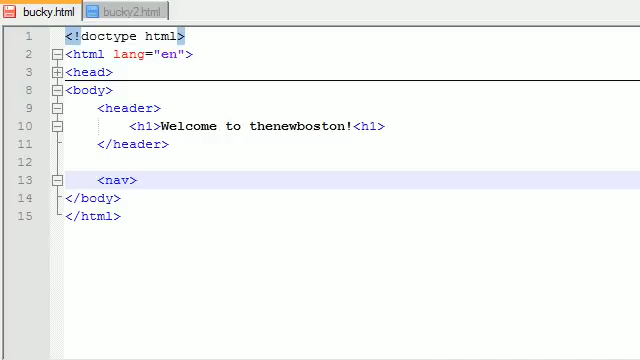 bucky.html bucky2.html
1 <!doctype html>
2 <html lang="en">
3 <head>
8 <body>
9 <header>
10 <h1>Welcome to thenewboston!<h1>
11 </header>
12
13 <nav>
14 </body>
15 </html>